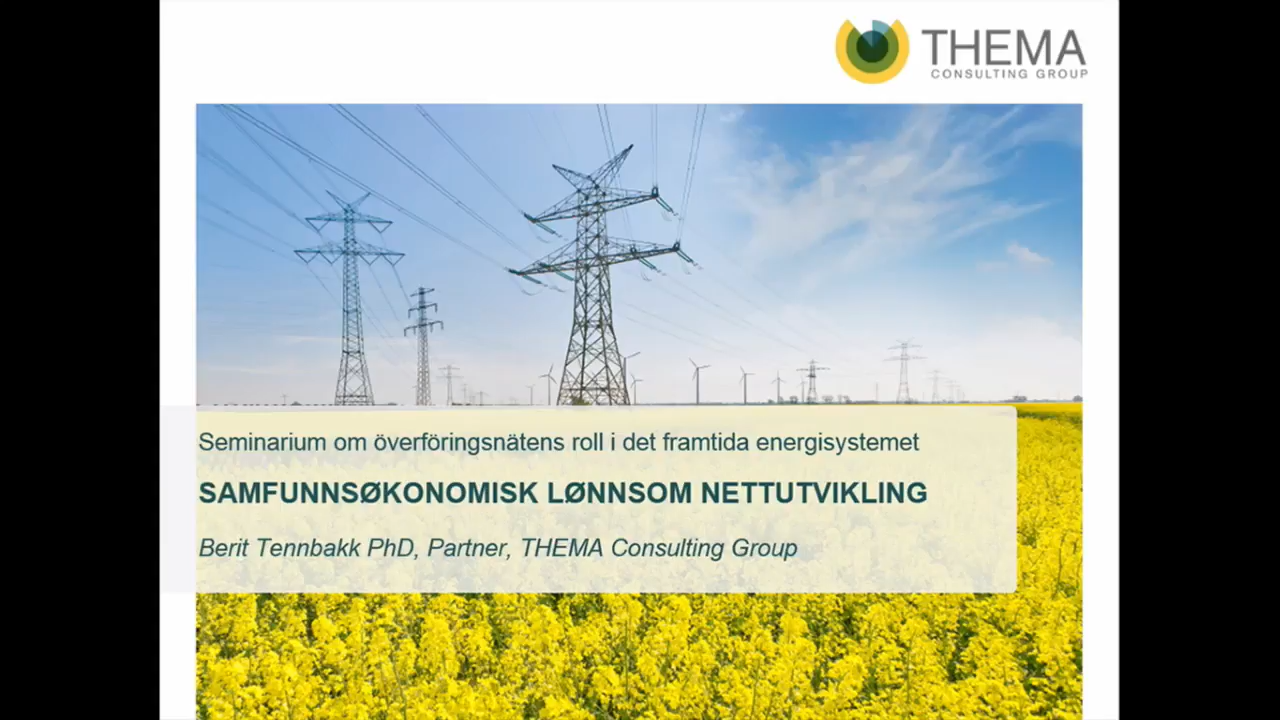 THEMA
CONSULTING GROUP
Seminarium om överföringsnätens roll i det framtida energisystemet
SAMFUNNSØKONOMISK LØNNSOM NETTUTVIKLING
Berit Tennbakk PhD, Partner, THEMA Consulting Group